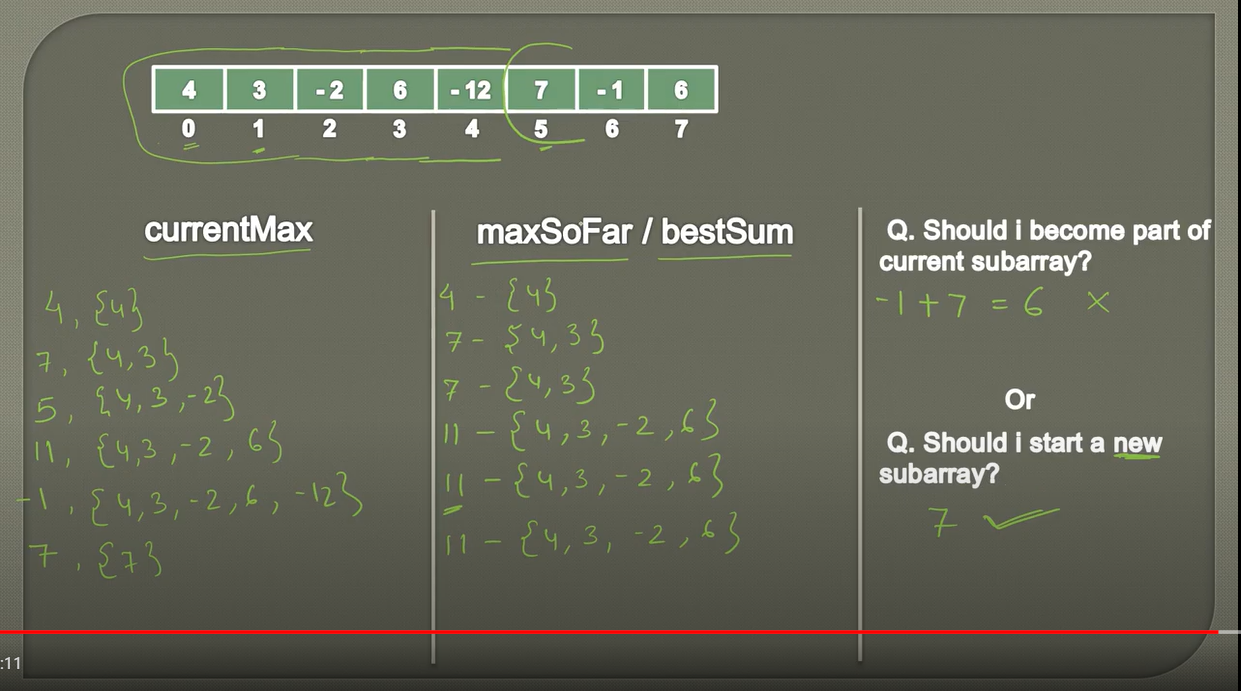 4 3 -2 6 -12 7 -1 6
0 1 2 3 4 5 6 7
currentMax
4, {4}
7, {4,3}
5, {4,3,-2}
11, {4,3,-2,6}
-1, {4,3,-2,6,-12}
7, {7}
maxSoFar / bestSum
4 - {4}
7 - {4,3}
7 - {4,3}
11 - {4,3,-2,6}
11 - {4,3,-2,6}
11 - {4,3,-2,6}
Q. Should i become part of
current subarray?
-1+7 = 6 ×
Or
Q. Should i start a new
subarray?
7 ✓
:11